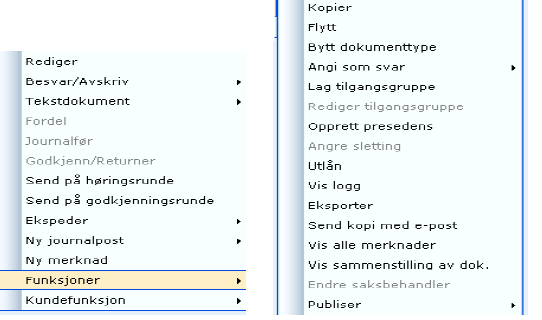 Rediger
Besvar/Avskriv
Tekstdokument
Fordel
Journalfør
Godkjenn/Returner
Send på høringsrunde
Send på godkjenningsrunde
Ekspeder
Ny journalpost
Ny merknad
Funksjoner
Kundefunksjon
Kopier
Flytt
Bytt dokumenttype
Angi som svar
Lag tilgangsgruppe
Rediger tilgangsgruppe
Opprett presedens
Angre sletting
Utlån
Vis logg
Eksporter
Send kopi med e-post
Vis alle merknader
Vis sammenstilling av dok.
Endre saksbehandler
Publiser